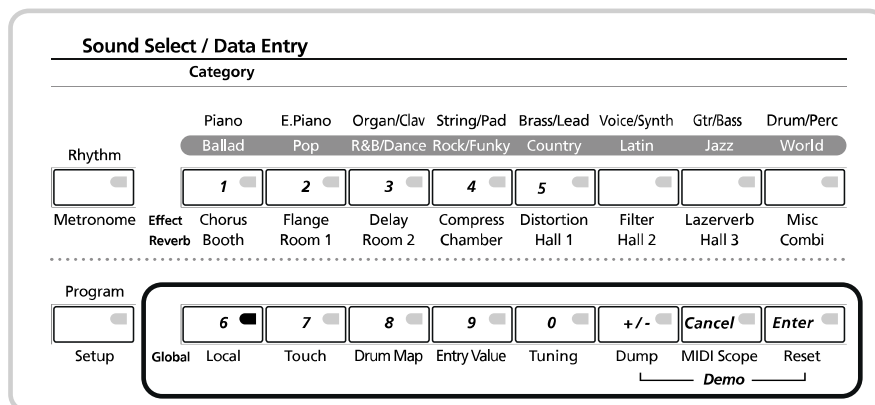 Sound Select / Data Entry
Category
Piano E.Piano Organ/Clav String/Pad Brass/Lead Voice/Synth Gtr/Bass Drum/Perc
Ballad Pop R&B/Dance Rock/Funky Country Latin Jazz World
Rhythm
1 2 3 4 5
Metronome Effect Chorus Flange Delay Compress Distortion Filter Lazerverb Misc
Reverb Booth Room 1 Room 2 Chamber Hall 1 Hall 2 Hall 3 Combi
Program
6 7 8 9 0 +/- Cancel Enter
Setup Global Local Touch Drum Map Entry Value Tuning Dump MIDI Scope Reset
Demo